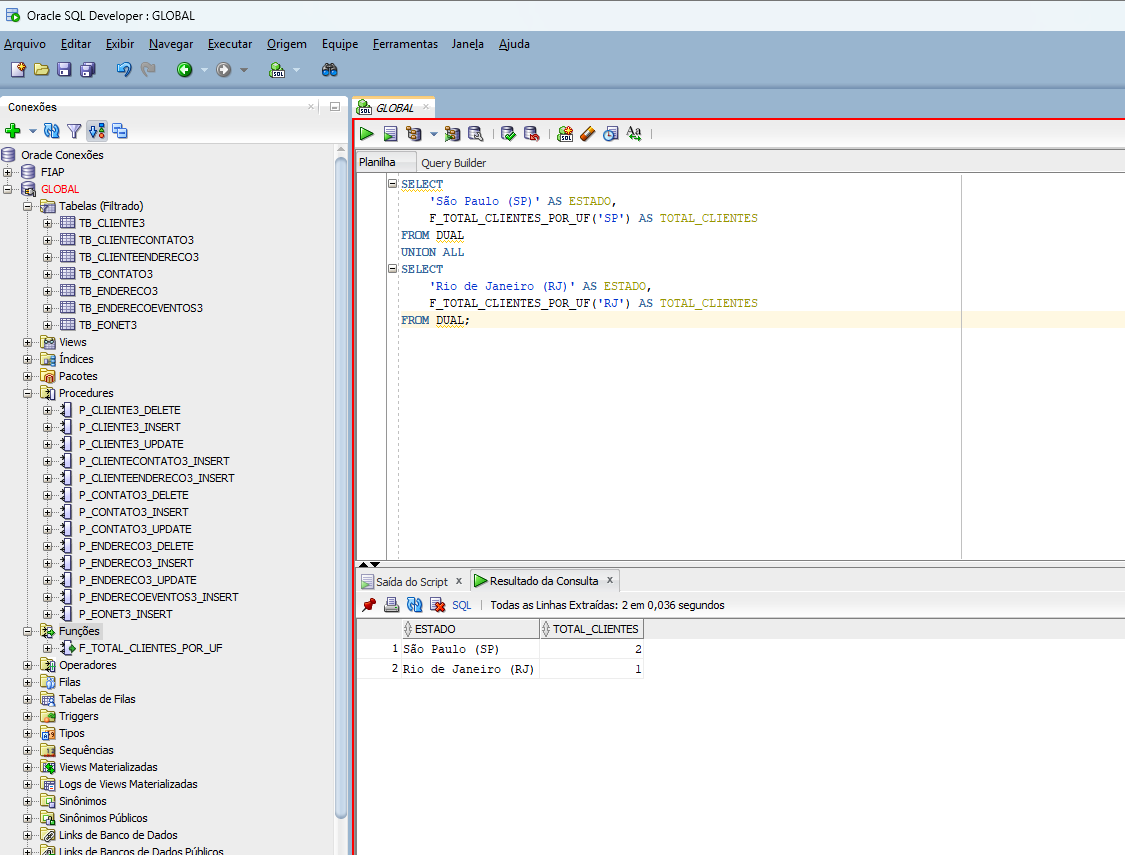 Oracle SQL Developer : GLOBAL
Arquivo Editar Exibir Navegar Executar Origem Equipe Ferramentas Janela Ajuda
Conexões
Oracle Conexões
FIAP
GLOBAL
Tabelas (Filtrado)
TB_CLIENTE3
TB_CLIENTECONTATO3
TB_CLIENTEENDERECO3
TB_CONTATO3
TB_ENDERECO3
TB_ENDERECOEVENTOS3
TB_EONET3
Views
Índices
Pacotes
Procedures
P_CLIENTE3_DELETE
P_CLIENTE3_INSERT
P_CLIENTE3_UPDATE
P_CLIENTECONTATO3_INSERT
P_CLIENTEENDERECO3_INSERT
P_CONTATO3_DELETE
P_CONTATO3_INSERT
P_CONTATO3_UPDATE
P_ENDERECO3_DELETE
P_ENDERECO3_INSERT
P_ENDERECO3_UPDATE
P_ENDERECOEVENTOS3_INSERT
P_EONET3_INSERT
Funções
F_TOTAL_CLIENTES_POR_UF
Operadores
Filas
Tabelas de Filas
Triggers
Tipos
Sequências
Views Materializadas
Logs de Views Materializadas
Sinônimos
Sinônimos Públicos
Links de Banco de Dados
Links de Bancos de Dados Públicos
GLOBAL
Planilha Query Builder
SELECT
'São Paulo (SP)' AS ESTADO,
F_TOTAL_CLIENTES_POR_UF('SP') AS TOTAL_CLIENTES
FROM DUAL
UNION ALL
SELECT
'Rio de Janeiro (RJ)' AS ESTADO,
F_TOTAL_CLIENTES_POR_UF('RJ') AS TOTAL_CLIENTES
FROM DUAL;
Saída do Script Resultado da Consulta
SQL Todas as Linhas Extraídas: 2 em 0,036 segundos
ESTADO TOTAL_CLIENTES
1 São Paulo (SP) 2
2 Rio de Janeiro (RJ) 1